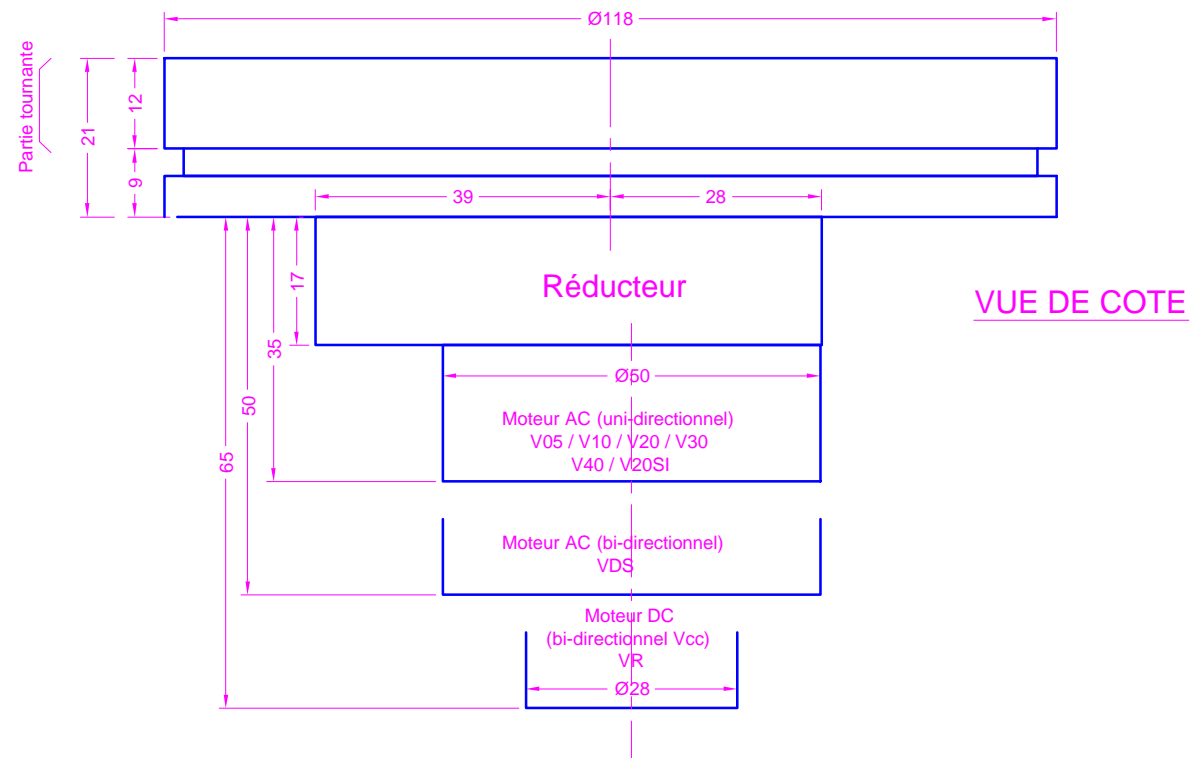 Ø118
Partie tournante
21
12
9
39
28
17
Réducteur
VUE DE COTE
35
Ø50
50
Moteur AC (uni-directionnel)
V05 / V10 / V20 / V30
V40 / V20SI
65
Moteur AC (bi-directionnel)
VDS
Moteur DC
(bi-directionnel Vcc)
VR
Ø28